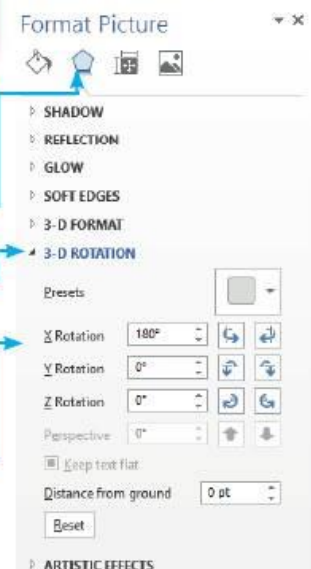 Format Picture
SHADOW
REFLECTION
GLOW
SOFT EDGES
3-D FORMAT
3-D ROTATION
Presets
X Rotation 180°
Y Rotation 0°
Z Rotation 0°
Perspective 0°
Keep text flat
Distance from ground 0 pt
Reset
ARTISTIC EFFECTS